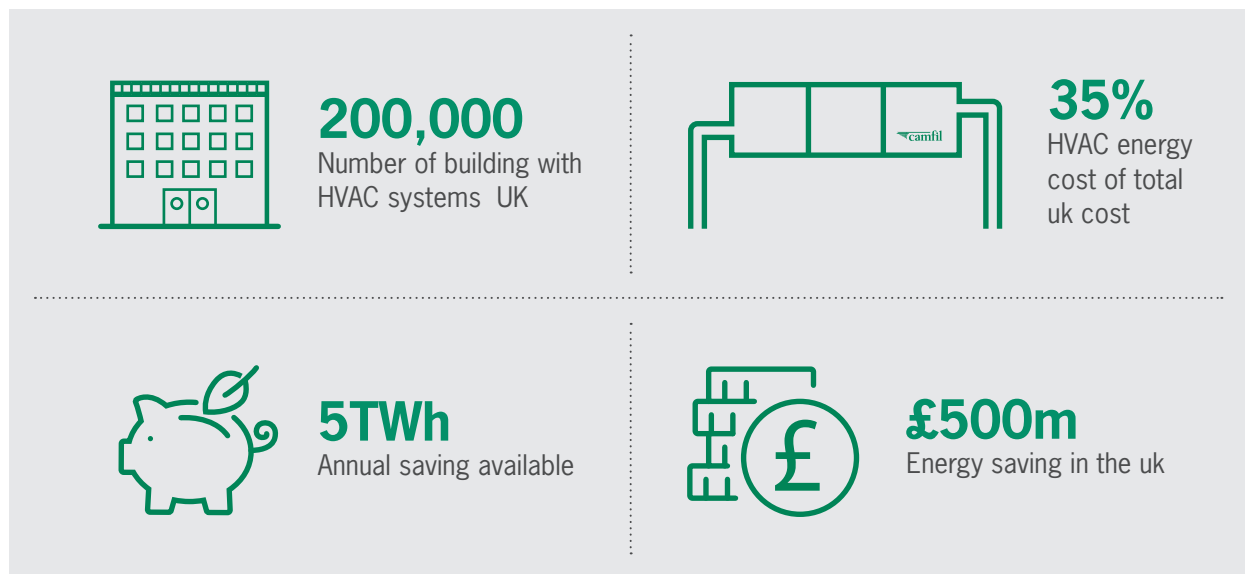 200,000
Number of building with
HVAC systems UK
camfil
35%
HVAC energy
cost of total
uk cost
5TWh
Annual saving available
£
£500m
Energy saving in the uk